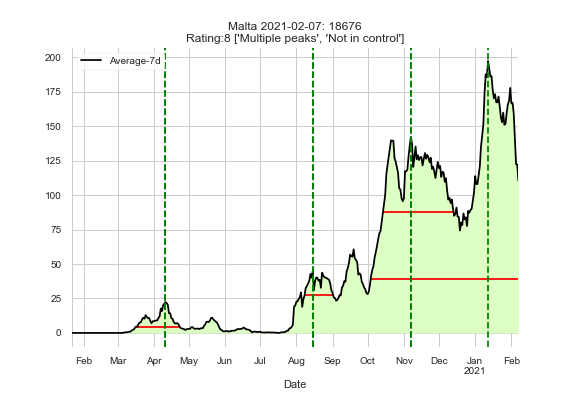 Malta 2021-02-07: 18676
Rating:8 ['Multiple peaks', 'Not in control']
Average-7d
200
175
150
125
100
75
50
25
0
Feb Mar Apr May Jun Jul Aug Sep Oct Nov Dec Jan Feb
2021
Date